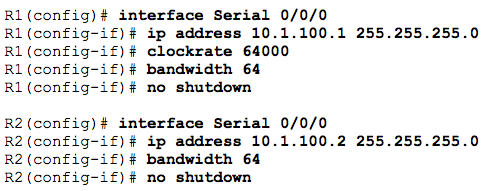 R1(config)# interface Serial 0/0/0
R1(config-if)# ip address 10.1.100.1 255.255.255.0
R1(config-if)# clockrate 64000
R1(config-if)# bandwidth 64
R1(config-if)# no shutdown
R2(config)# interface Serial 0/0/0
R2(config-if)# ip address 10.1.100.2 255.255.255.0
R2(config-if)# bandwidth 64
R2(config-if)# no shutdown